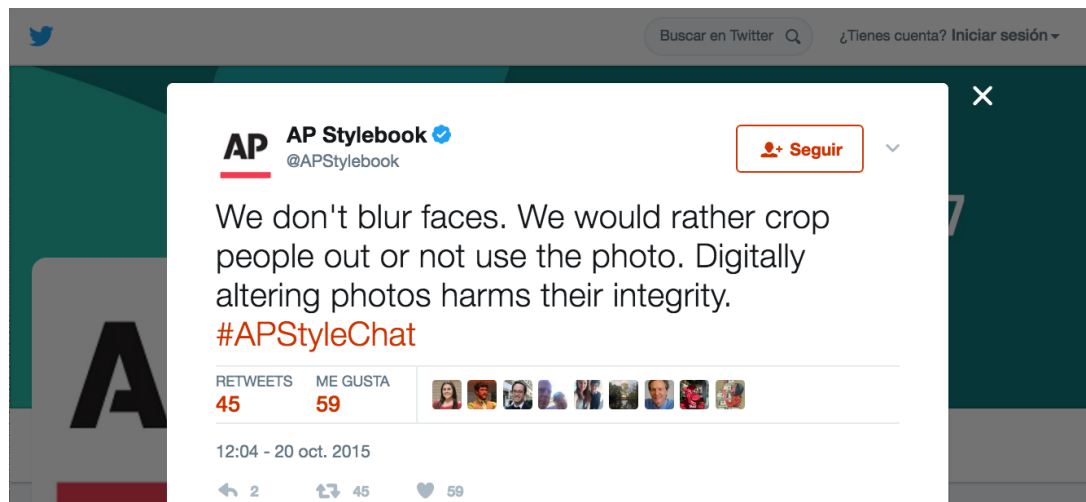 Buscar en Twitter
¿Tienes cuenta? Iniciar sesión
AP
AP Stylebook
@APStylebook
Seguir
We don't blur faces. We would rather crop
people out or not use the photo. Digitally
altering photos harms their integrity.
#APStyleChat
RETWEETS ME GUSTA
45 59
12:04 - 20 oct. 2015
2 45 59
7
A